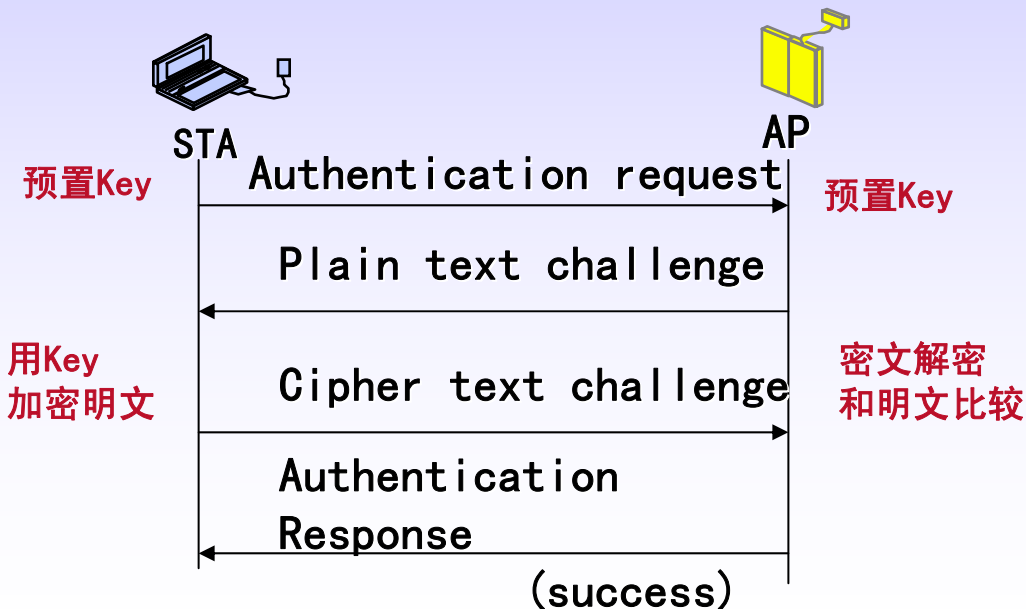 STA
AP
预置Key
Authentication request
预置Key
Plain text challenge
用Key
加密明文
Cipher text challenge
密文解密
和明文比较
Authentication
Response
(success)